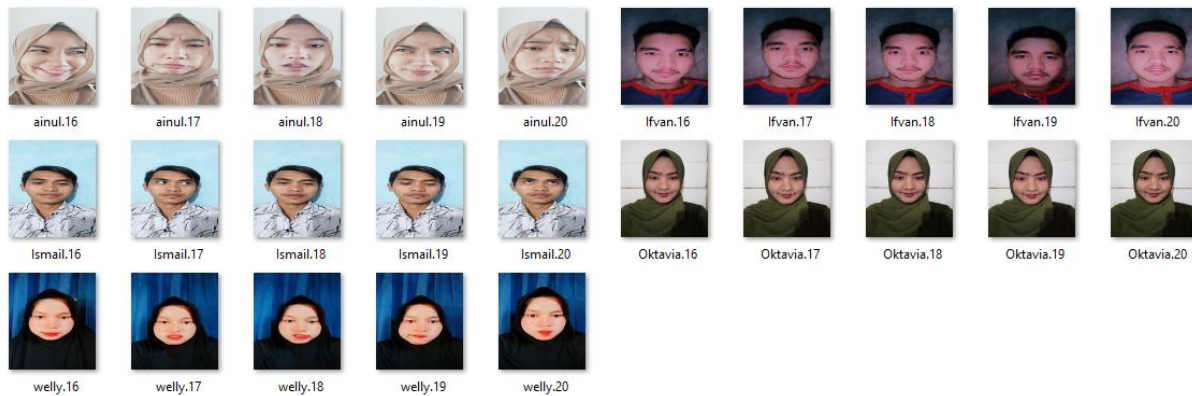 ainul.16 ainul.17 ainul.18 ainul.19 ainul.20 Ifvan.16 Ifvan.17 Ifvan.18 Ifvan.19 Ifvan.20
Ismail.16 Ismail.17 Ismail.18 Ismail.19 Ismail.20 Oktavia.16 Oktavia.17 Oktavia.18 Oktavia.19 Oktavia.20
welly.16 welly.17 welly.18 welly.19 welly.20